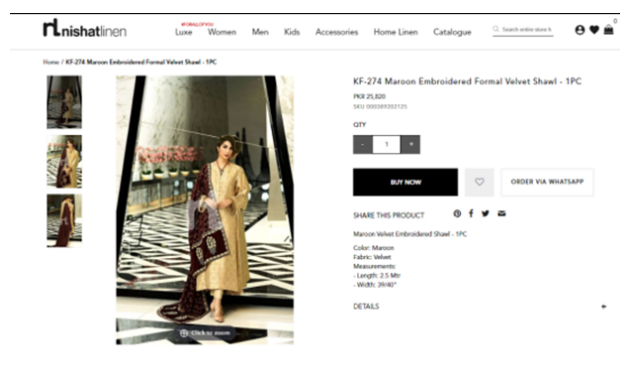 nishatlinen
#FORALLOFYOU
Luxe Women Men Kids Accessories Home Linen Catalogue
Search entire store h
0
Home / KF-274 Maroon Embroidered Formal Velvet Shawl - 1PC
KF-274 Maroon Embroidered Formal Velvet Shawl - 1PC
PKR 25,820
SKU 000389202125
QTY
- 1 +
BUY NOW
ORDER VIA WHATSAPP
SHARE THIS PRODUCT
Maroon Velvet Embroidered Shawl - 1PC
Color: Maroon
Fabric: Velvet
Measurements:
- Length: 2.5 Mtr
- Width: 39/40"
DETAILS +
Click to zoom